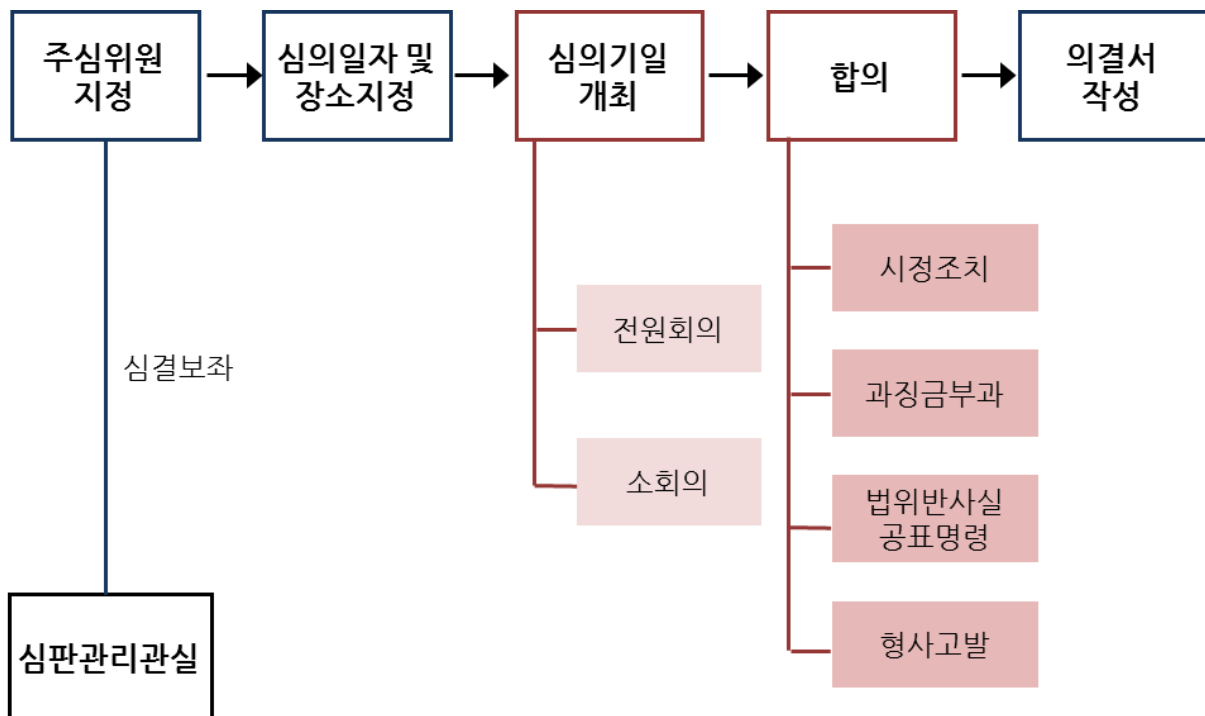 주심위원
지정
심의일자 및
장소지정
심의기일
개최
합의
의결서
작성
심결보좌
심판관리관실
전원회의
소회의
시정조치
과징금부과
법위반사실
공표명령
형사고발